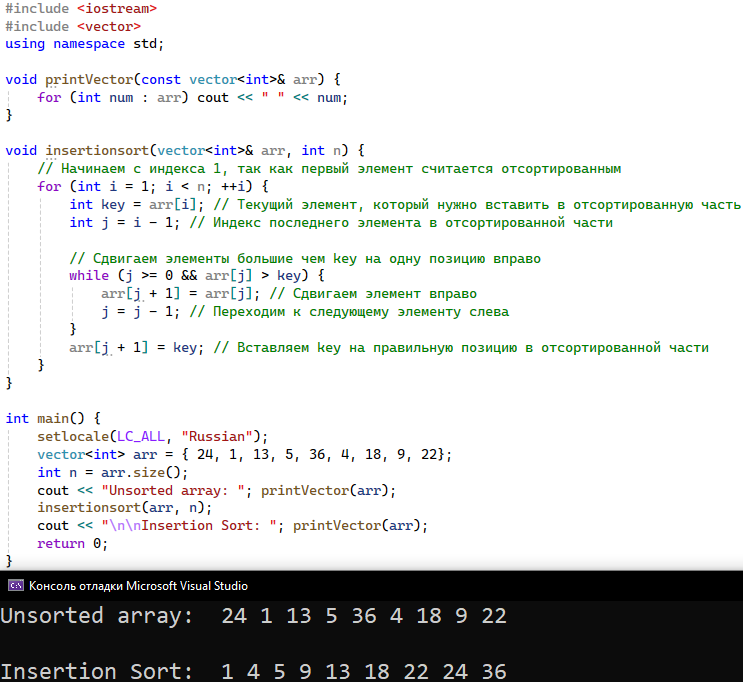 #include <iostream>
#include <vector>
using namespace std;

void printVector(const vector<int>& arr) {
    for (int num : arr) cout << " " << num;
}

void insertionsort(vector<int>& arr, int n) {
    // Начинаем с индекса 1, так как первый элемент считается отсортированным
    for (int i = 1; i < n; ++i) {
        int key = arr[i]; // Текущий элемент, который нужно вставить в отсортированную часть
        int j = i - 1; // Индекс последнего элемента в отсортированной части

        // Сдвигаем элементы большие чем key на одну позицию вправо
        while (j >= 0 && arr[j] > key) {
            arr[j + 1] = arr[j]; // Сдвигаем элемент вправо
            j = j - 1; // Переходим к следующему элементу слева
        }
        arr[j + 1] = key; // Вставляем key на правильную позицию в отсортированной части
    }
}

int main() {
    setlocale(LC_ALL, "Russian");
    vector<int> arr = { 24, 1, 13, 5, 36, 4, 18, 9, 22};
    int n = arr.size();
    cout << "Unsorted array: "; printVector(arr);
    insertionsort(arr, n);
    cout << "\n\nInsertion Sort: "; printVector(arr);
    return 0;
}
C:\ Консоль отладки Microsoft Visual Studio
Unsorted array:  24 1 13 5 36 4 18 9 22

Insertion Sort:  1 4 5 9 13 18 22 24 36